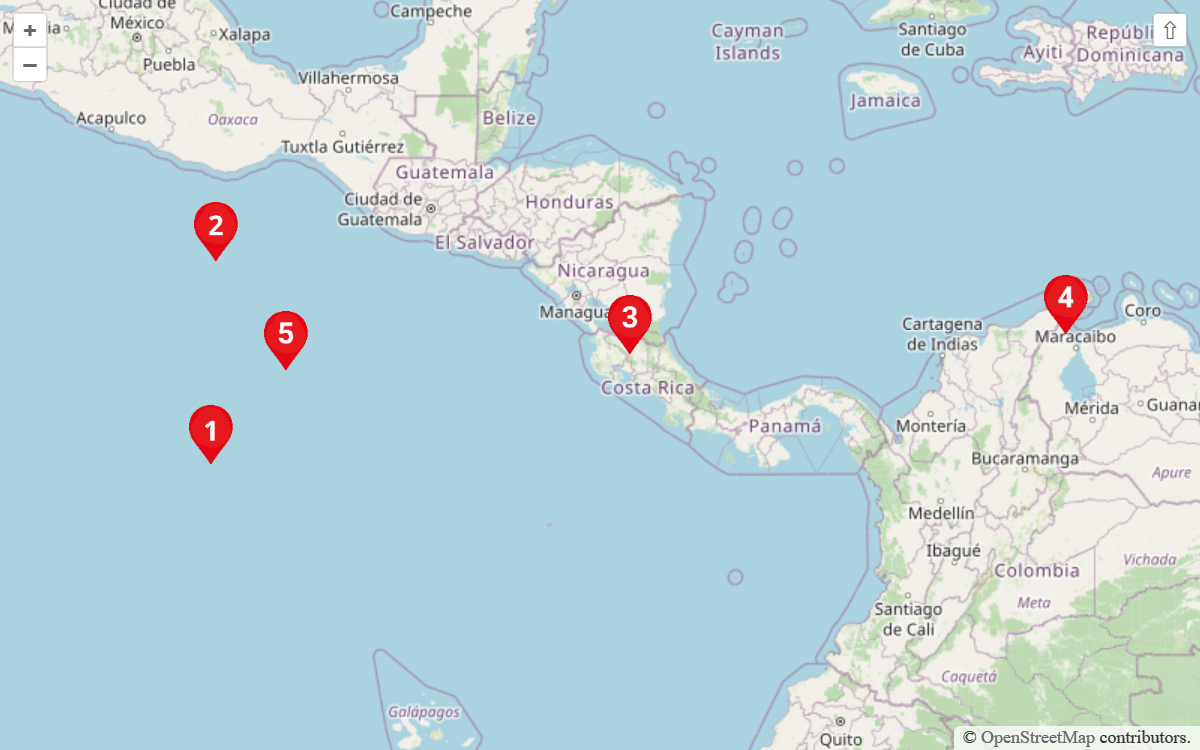 Ciudad de
México
Campeche
Xalapa
Puebla
Cayman
Islands
Santiago
de Cuba
Ayiti
Dominicana
Villahermosa
Acapulco
Oaxaca
Belize
Jamaica
Tuxtla Gutiérrez
Guatemala
Ciudad de
Guatemala
Honduras
El Salvador
2
Nicaragua
Managua
3
4
5
Cartagena
de Indias
Maracaibo
Coro
Costa Rica
1
Panamá
Montería
Mérida
Guanar
Bucaramanga
Apure
Medellín
Ibagué
Colombia
Vichada
Meta
Santiago
de Cali
Caquetá
Galápagos
Quito
© OpenStreetMap contributors.
+
−
⇧